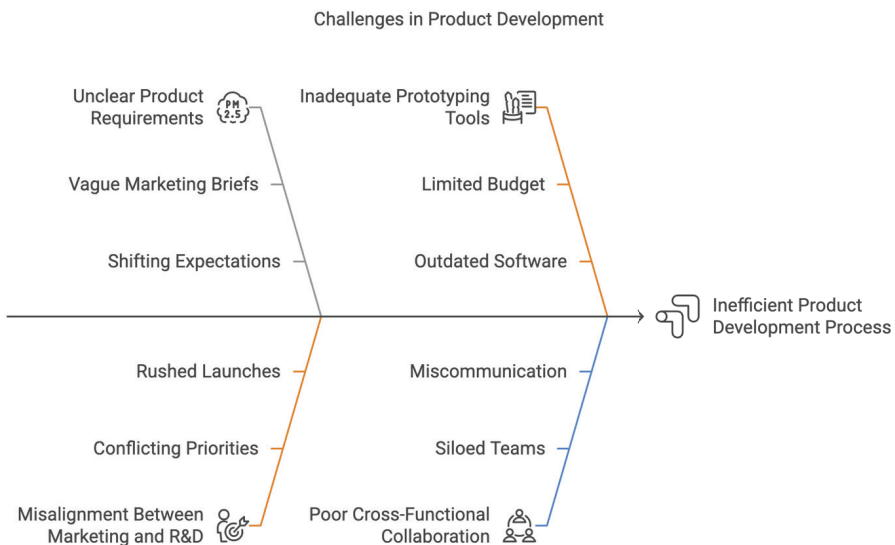 Challenges in Product Development
Unclear Product
Requirements
PM
2.5
Vague Marketing Briefs
Shifting Expectations
Inadequate Prototyping
Tools
Limited Budget
Outdated Software
Inefficient Product
Development Process
Rushed Launches
Conflicting Priorities
Misalignment Between
Marketing and R&D
Miscommunication
Siloed Teams
Poor Cross-Functional
Collaboration